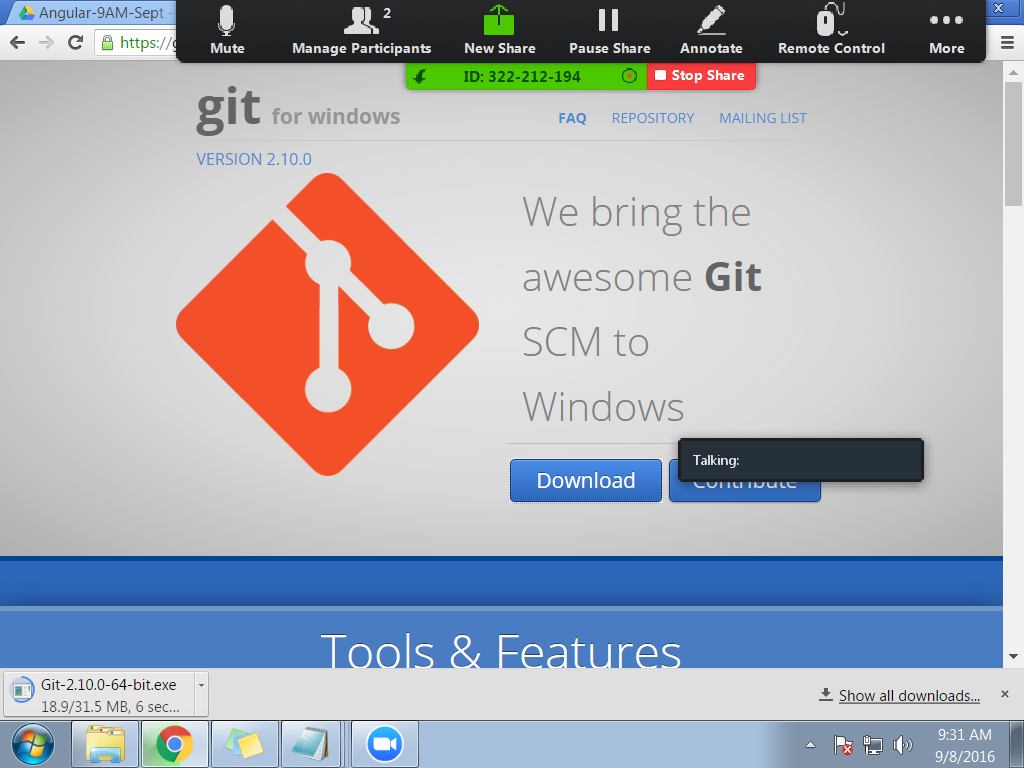 Angular-9AM-Sept
https://g
Mute
Manage Participants
2
New Share
Pause Share
Annotate
Remote Control
More
ID: 322-212-194
Stop Share
git for windows
FAQ
REPOSITORY
MAILING LIST
VERSION 2.10.0
We bring the
awesome Git
SCM to
Windows
Talking:
Download
Contribute
Tools & Features
Git-2.10.0-64-bit.exe
18.9/31.5 MB, 6 sec...
Show all downloads...
9:31 AM
9/8/2016